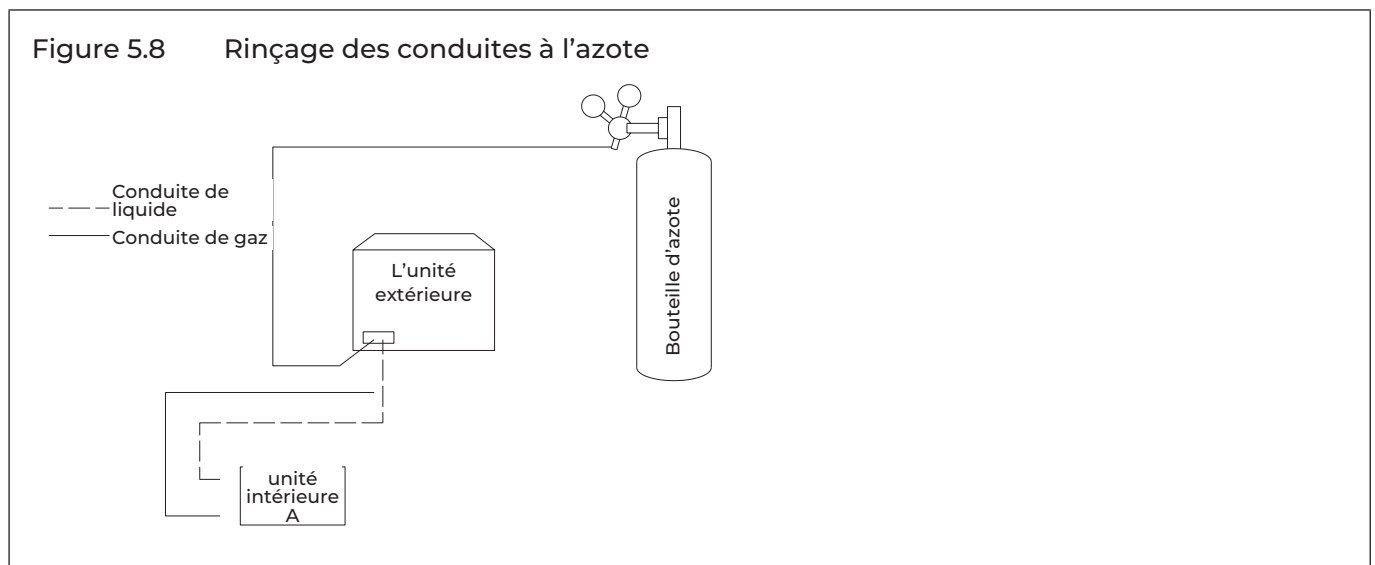 Figure 5.8 Rinçage des conduites à l’azote
Conduite de
liquide
Conduite de gaz
L’unité
extérieure
Bouteille d’azote
unité
intérieure
A